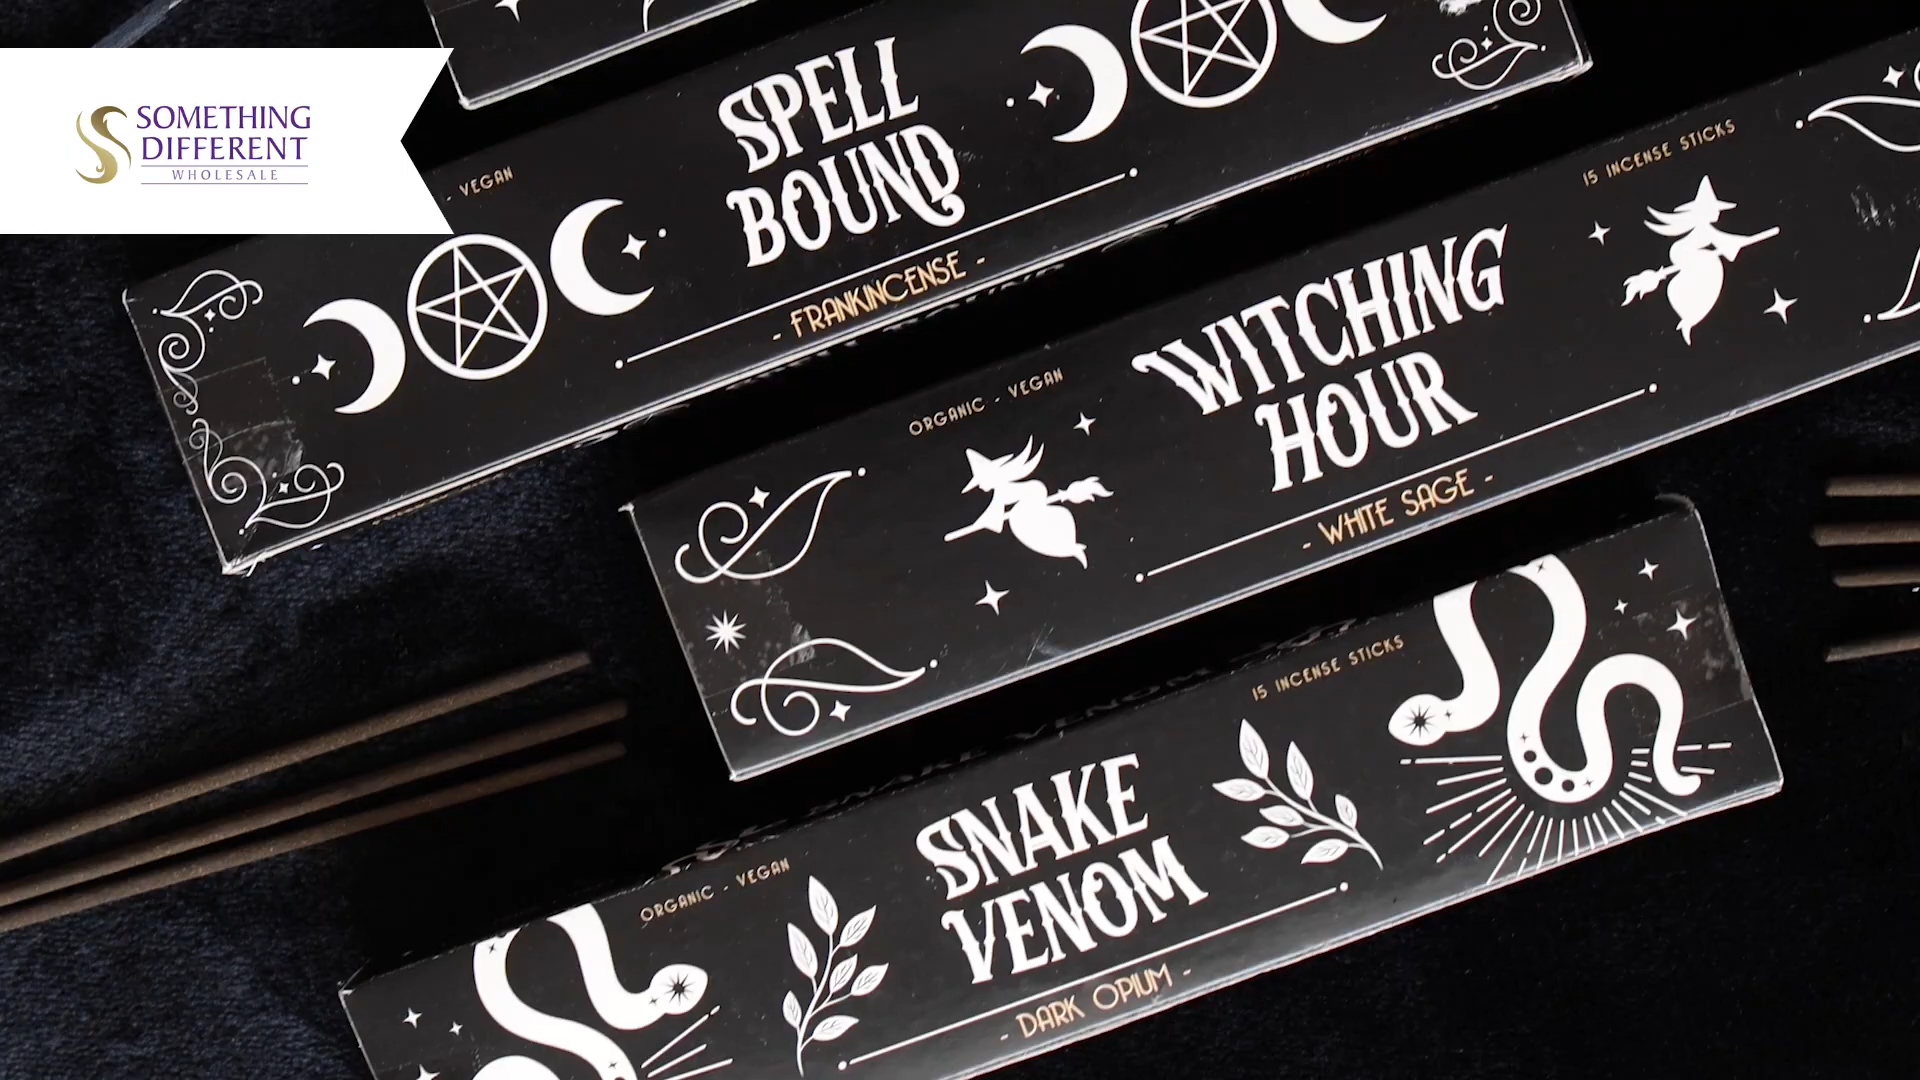 SOMETHING
DIFFERENT
WHOLESALE
- VEGAN
SPELL
BOUND
- FRANKINCENSE -
ORGANIC - VEGAN
15 INCENSE STICKS
WITCHING
HOUR
- WHITE SAGE -
ORGANIC - VEGAN
15 INCENSE STICKS
SNAKE
VENOM
- DARK OPIUM -